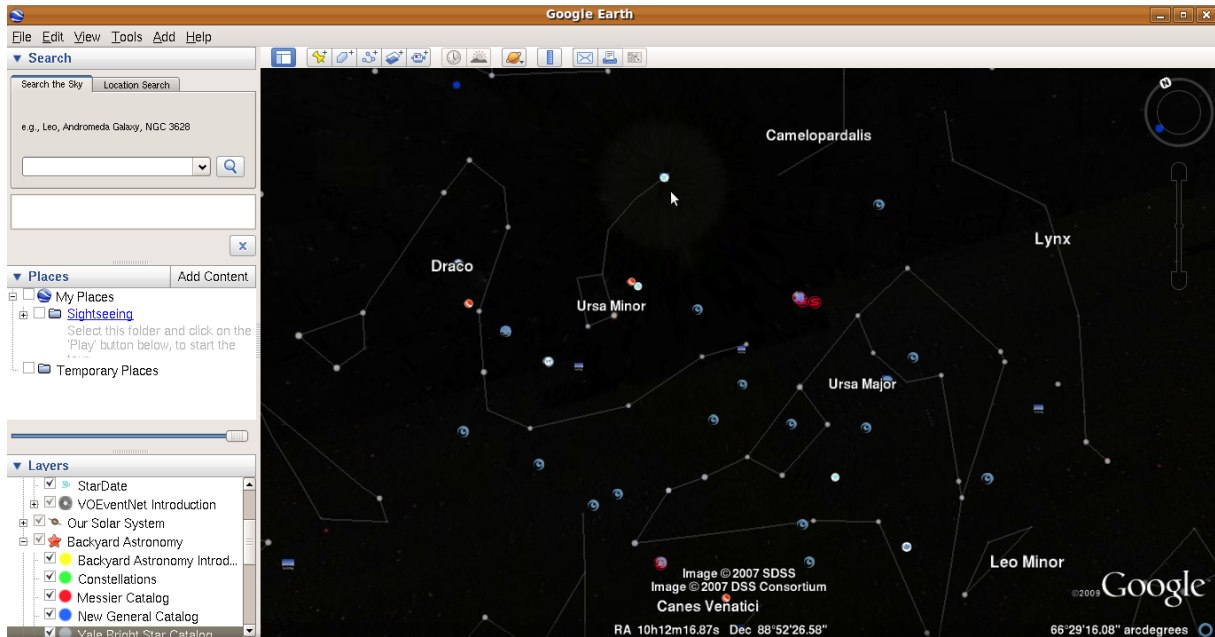 Google Earth
File Edit View Tools Add Help
Search
Search the Sky
Location Search
e.g., Leo, Andromeda Galaxy, NGC 3628
Places
Add Content
My Places
Sightseeing
Select this folder and click on the
'Play' button below, to start the
Temporary Places
Layers
StarDate
VOEventNet Introduction
Our Solar System
Backyard Astronomy
Backyard Astronomy Introd...
Constellations
Messier Catalog
New General Catalog
Yale Bright Star Catalog
N
Camelopardalis
Lynx
Draco
Ursa Minor
Ursa Major
Leo Minor
Image © 2007 SDSS
Image © 2007 DSS Consortium
Canes Venatici
©2009 Google
RA 10h12m16.87s Dec 88°52'26.58"
66°29'16.08" arcdegrees